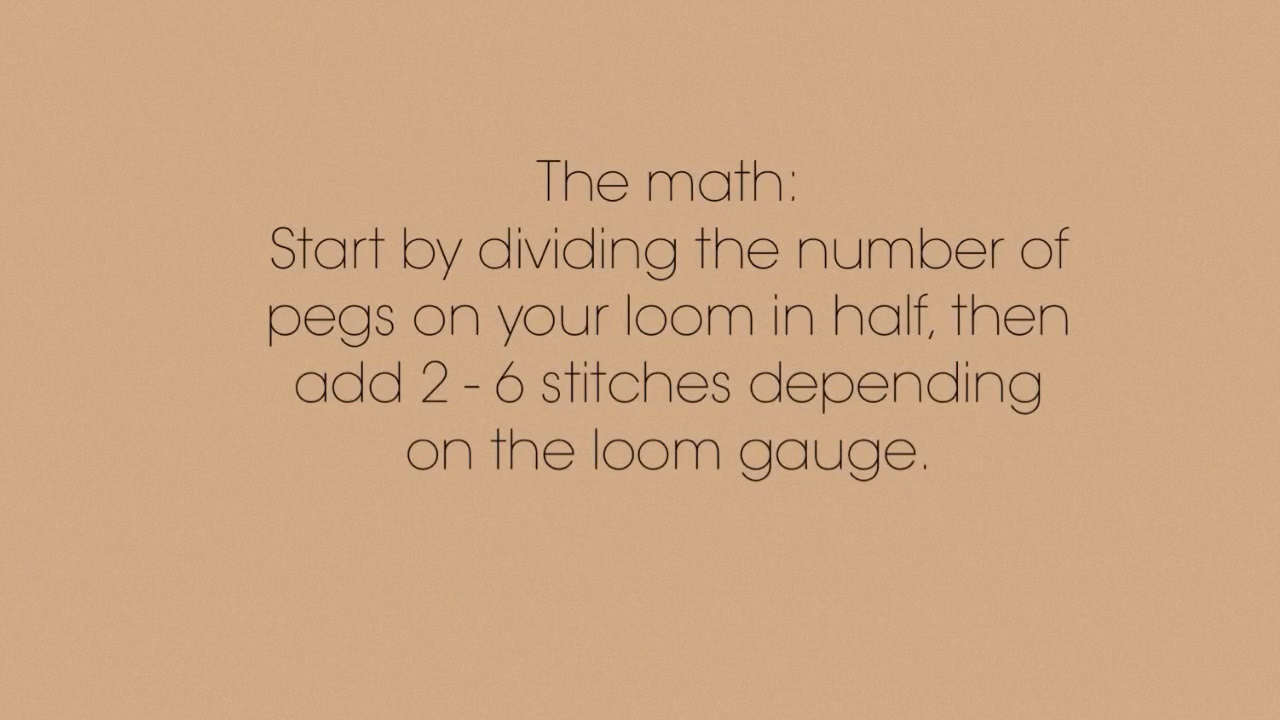 The math:
Start by dividing the number of
pegs on your loom in half, then
add 2 - 6 stitches depending
on the loom gauge.